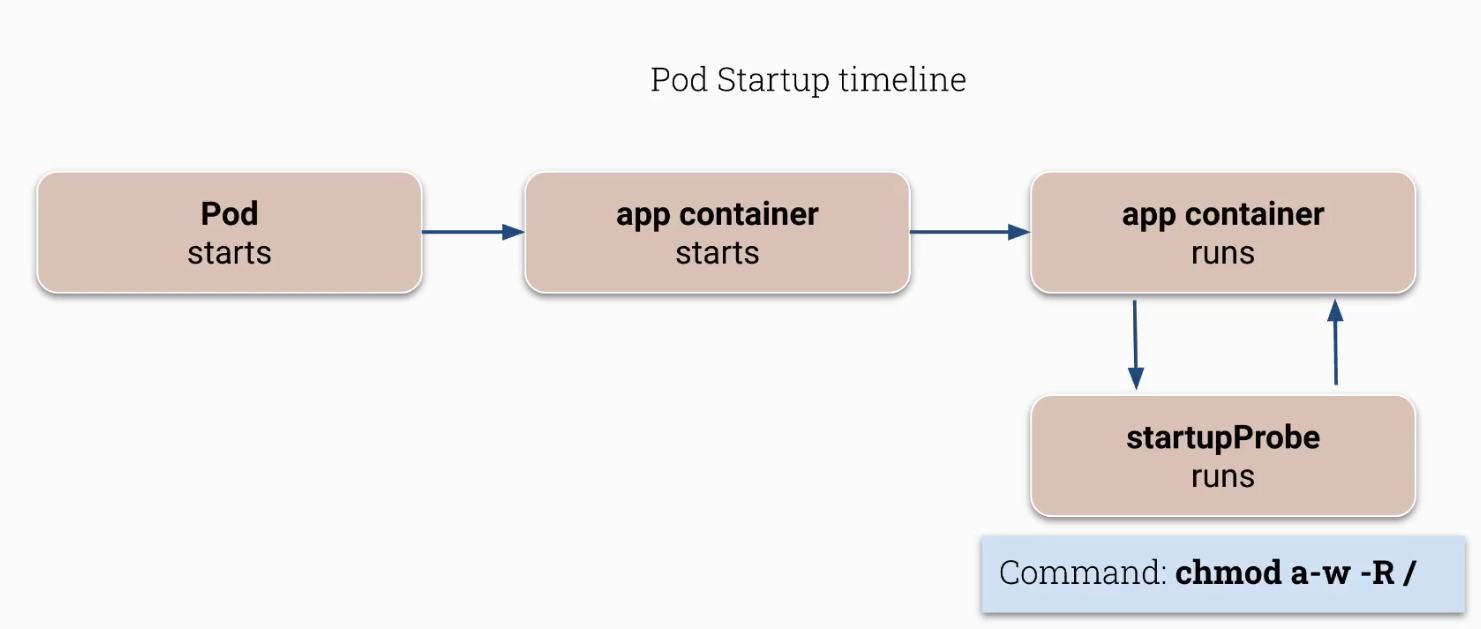 Pod Startup timeline
Pod
starts
app container
starts
app container
runs
startupProbe
runs
Command: chmod a-w -R /